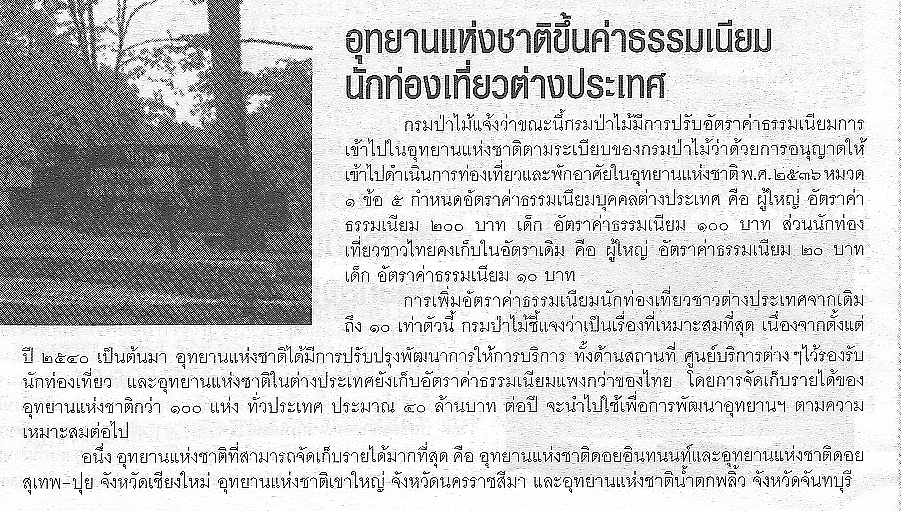 อุทยานแห่งชาติขึ้นค่าธรรมเนียม
นักท่องเที่ยวต่างประเทศ
กรมป่าไม้แจ้งว่าขณะนี้กรมป่าไม้มีการปรับอัตราค่าธรรมเนียมการ
เข้าไปในอุทยานแห่งชาติตามระเบียบของกรมป่าไม้ว่าด้วยการอนุญาตให้
เข้าไปดำเนินการท่องเที่ยวและพักอาศัยในอุทยานแห่งชาติ พ.ศ.๒๕๓๖ หมวด
๑ ข้อ ๕ กำหนดอัตราค่าธรรมเนียมบุคคลต่างประเทศ คือ ผู้ใหญ่ อัตราค่า
ธรรมเนียม ๒๐๐ บาท เด็ก อัตราค่าธรรมเนียม ๑๐๐ บาท ส่วนนักท่อง
เที่ยวชาวไทยคงเก็บในอัตราเดิม คือ ผู้ใหญ่ อัตราค่าธรรมเนียม ๒๐ บาท
เด็ก อัตราค่าธรรมเนียม ๑๐ บาท
การเพิ่มอัตราค่าธรรมเนียมนักท่องเที่ยวชาวต่างประเทศจากเดิม
ถึง ๑๐ เท่าตัวนี้ กรมป่าไม้ชี้แจงว่าเป็นเรื่องที่เหมาะสมที่สุด เนื่องจากตั้งแต่
ปี ๒๕๔๐ เป็นต้นมา อุทยานแห่งชาติได้มีการปรับปรุงพัฒนาการให้การบริการ ทั้งด้านสถานที่ ศูนย์บริการต่าง ๆไว้รองรับ
นักท่องเที่ยว และอุทยานแห่งชาติในต่างประเทศยังเก็บอัตราค่าธรรมเนียมแพงกว่าของไทย โดยการจัดเก็บรายได้ของ
อุทยานแห่งชาติกว่า ๑๐๐ แห่ง ทั่วประเทศ ประมาณ ๔๐ ล้านบาท ต่อปี จะนำไปใช้เพื่อการพัฒนาอุทยานฯ ตามความ
เหมาะสมต่อไป
อนึ่ง อุทยานแห่งชาติที่สามารถจัดเก็บรายได้มากที่สุด คือ อุทยานแห่งชาติดอยอินทนนท์และอุทยานแห่งชาติดอย
สุเทพ-ปุย จังหวัดเชียงใหม่ อุทยานแห่งชาติเขาใหญ่ จังหวัดนครราชสีมา และอุทยานแห่งชาติน้ำตกพลิ้ว จังหวัดจันทบุรี